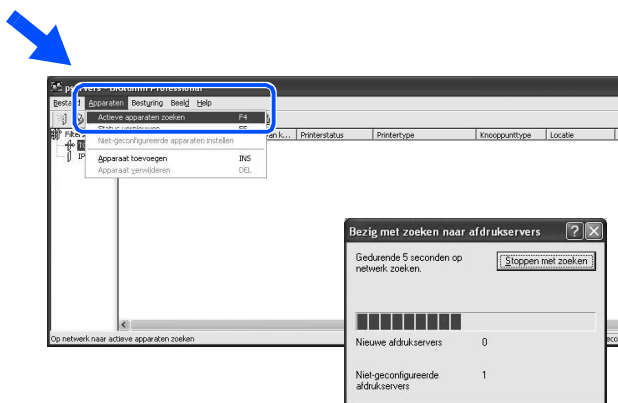 Bestand Apparaten Besturing Beeld Help
Actieve apparaten zoeken F4
Status vernieuwen F5
Niet-geconfigureerde apparaten instellen
Apparaat toevoegen INS
Apparaat verwijderen DEL
Printerstatus Printertype Knooppunttype Locatie
Bezig met zoeken naar afdrukservers
Gedurende 5 seconden op
netwerk zoeken.
Stoppen met zoeken
Nieuwe afdrukservers 0
Niet-geconfigureerde 1
afdrukservers
Op netwerk naar actieve apparaten zoeken